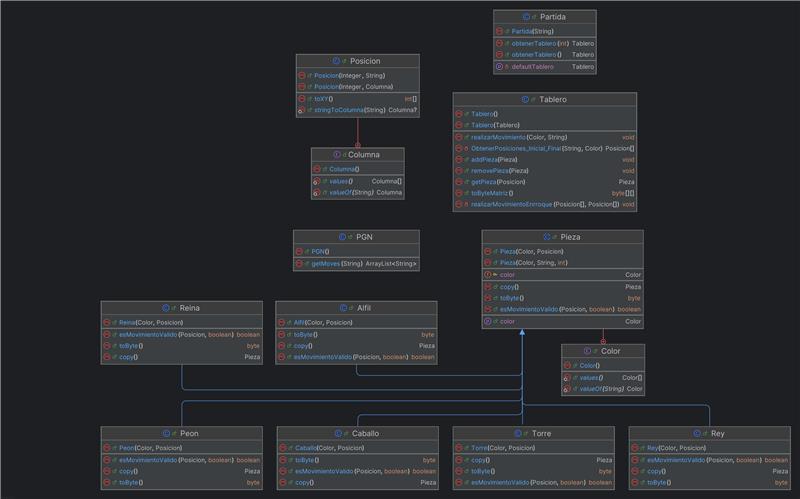 Partida
Partida(String)
obtenerTablero(int) Tablero
obtenerTablero() Tablero
defaultTablero Tablero
Posicion
Posicion(Integer, String)
Posicion(Integer, Columna)
toXY() int[]
stringToColumna(String) Columna?
Tablero
Tablero()
Tablero(Tablero)
realizarMovimiento(Color, String) void
ObtenerPosiciones_Inicial_Final(String, Color) Posicion[]
addPieza(Pieza) void
removePieza(Pieza) void
getPieza(Posicion) Pieza
toByteMatriz() byte[][]
realizarMovimientoEnrroque(Posicion[], Posicion[]) void
Columna
Columna()
values() Columna[]
valueOf(String) Columna
PGN
PGN()
getMoves(String) ArrayList<String>
Pieza
Pieza(Color, Posicion)
Pieza(Color, String, int)
color Color
copy() Pieza
toByte() byte
esMovimientoValido(Posicion, boolean) boolean
color Color
Reina
Reina(Color, Posicion)
esMovimientoValido(Posicion, boolean) boolean
toByte() byte
copy() Pieza
Alfil
Alfil(Color, Posicion)
toByte() byte
copy() Pieza
esMovimientoValido(Posicion, boolean) boolean
Color
Color()
values() Color[]
valueOf(String) Color
Peon
Peon(Color, Posicion)
esMovimientoValido(Posicion, boolean) boolean
copy() Pieza
toByte() byte
Caballo
Caballo(Color, Posicion)
toByte() byte
esMovimientoValido(Posicion, boolean) boolean
copy() Pieza
Torre
Torre(Color, Posicion)
copy() Pieza
toByte() byte
esMovimientoValido(Posicion, boolean) boolean
Rey
Rey(Color, Posicion)
esMovimientoValido(Posicion, boolean) boolean
copy() Pieza
toByte() byte